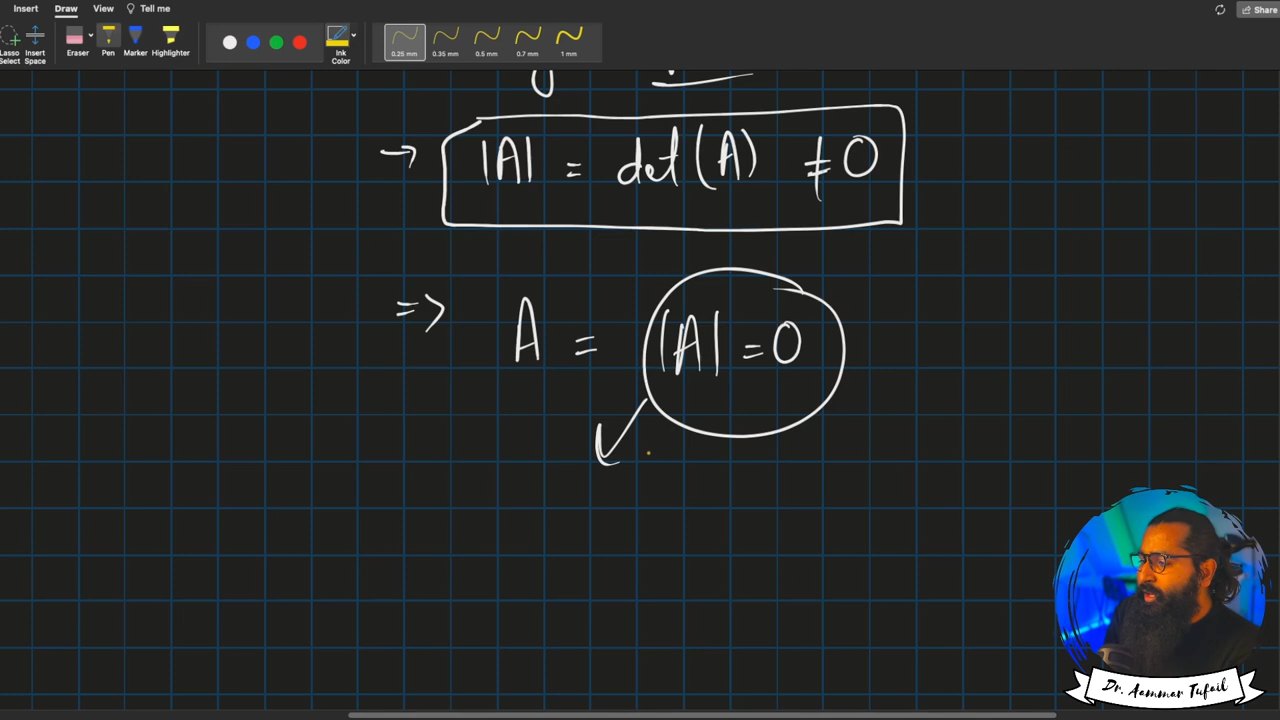 Insert Draw View Tell me
Share
Lasso Select
Insert Space
Eraser
Pen
Marker
Highlighter
Ink Color
0.25 mm
0.35 mm
0.5 mm
0.7 mm
1 mm
→ |A| = det(A) ≠ 0
=> A = |A| = 0
Dr. Aammar Tufail